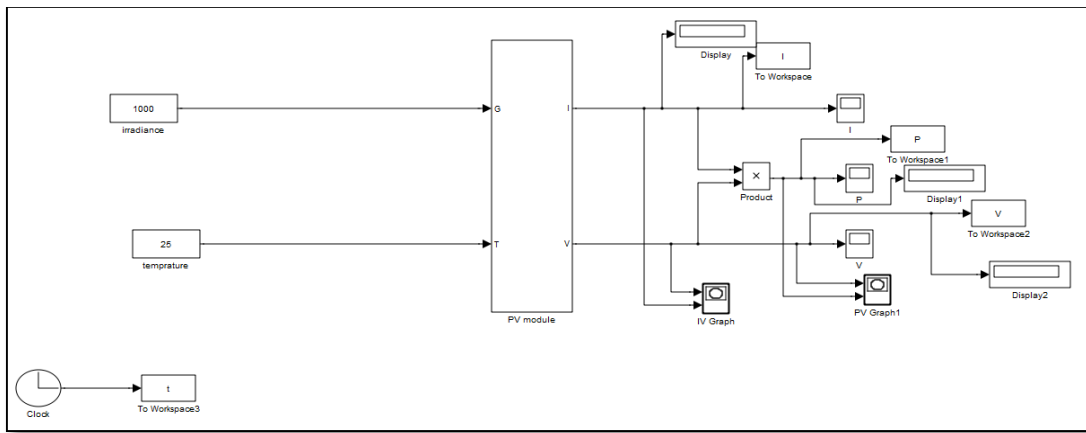 Display
I
To Workspace
1000
irradiance
G
I
I
P
To Workspace1
×
Product
P
Display1
V
To Workspace2
25
temprature
T
V
V
Display2
PV module
IV Graph
PV Graph1
Clock
t
To Workspace3